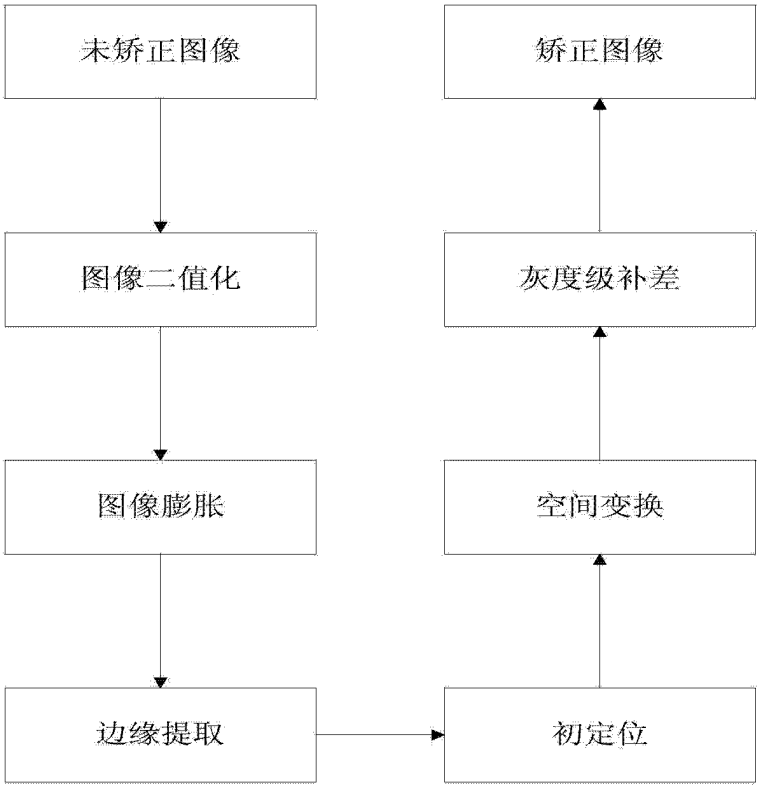 未矫正图像
图像二值化
图像膨胀
边缘提取
初定位
空间变换
灰度级补差
矫正图像